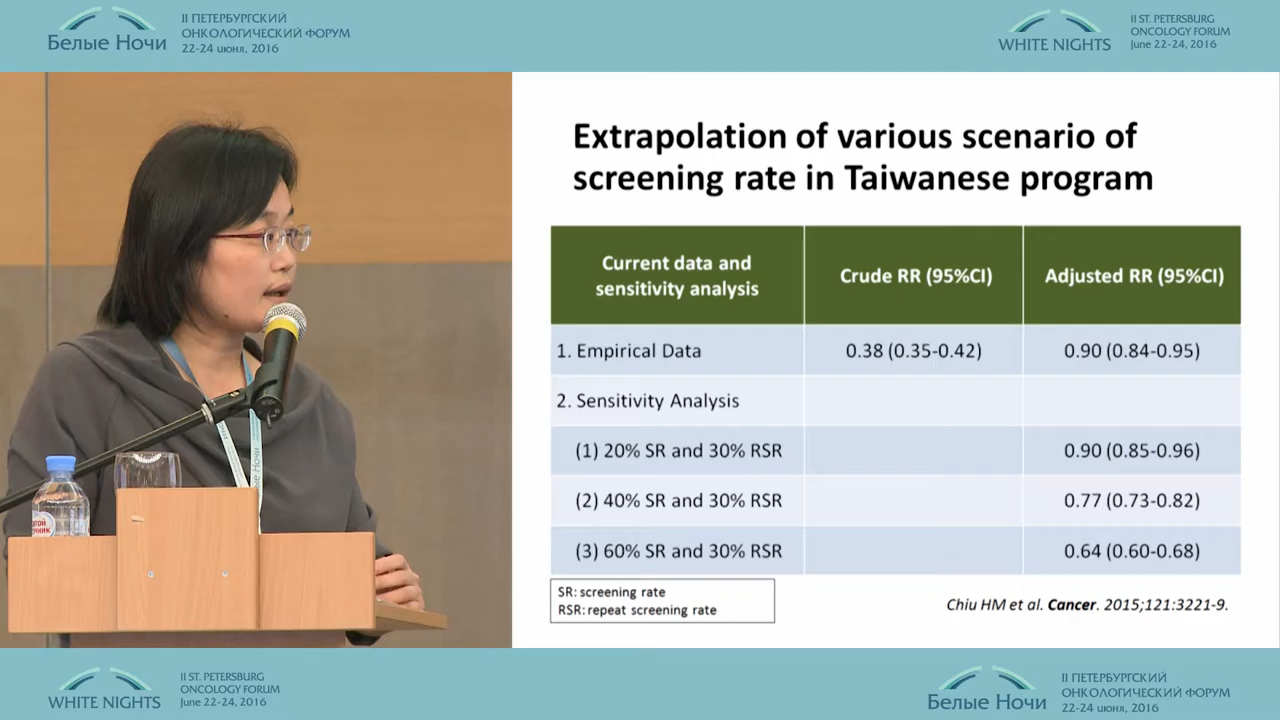 II ПЕТЕРБУРГСКИЙ
ОНКОЛОГИЧЕСКИЙ ФОРУМ
22-24 июня, 2016
Белые Ночи
II ST. PETERSBURG
ONCOLOGY FORUM
June 22-24, 2016
WHITE NIGHTS
Extrapolation of various scenario of
screening rate in Taiwanese program
Current data and
sensitivity analysis
Crude RR (95%CI)
Adjusted RR (95%CI)
1. Empirical Data
0.38 (0.35-0.42)
0.90 (0.84-0.95)
2. Sensitivity Analysis
(1) 20% SR and 30% RSR
0.90 (0.85-0.96)
(2) 40% SR and 30% RSR
0.77 (0.73-0.82)
(3) 60% SR and 30% RSR
0.64 (0.60-0.68)
SR: screening rate
RSR: repeat screening rate
Chiu HM et al. Cancer. 2015;121:3221-9.
II ST. PETERSBURG
ONCOLOGY FORUM
June 22-24, 2016
WHITE NIGHTS
II ПЕТЕРБУРГСКИЙ
ОНКОЛОГИЧЕСКИЙ ФОРУМ
22-24 июня, 2016
Белые Ночи